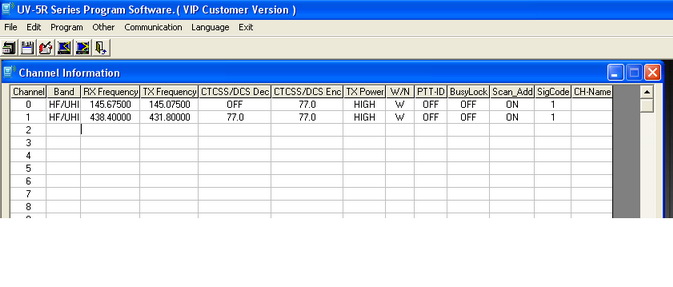 UV-5R Series Program Software.( VIP Customer Version )
File Edit Program Other Communication Language Exit
Channel Information
Channel Band RX Frequency TX Frequency CTCSS/DCS Dec CTCSS/DCS Enc TX Power W/N PTT-ID BusyLock Scan_Add SigCode CH-Name
0 HF/UHI 145.67500 145.07500 OFF 77.0 HIGH W OFF OFF ON 1
1 HF/UHI 438.40000 431.80000 77.0 77.0 HIGH W OFF OFF ON 1
2
3
4
5
6
7
8